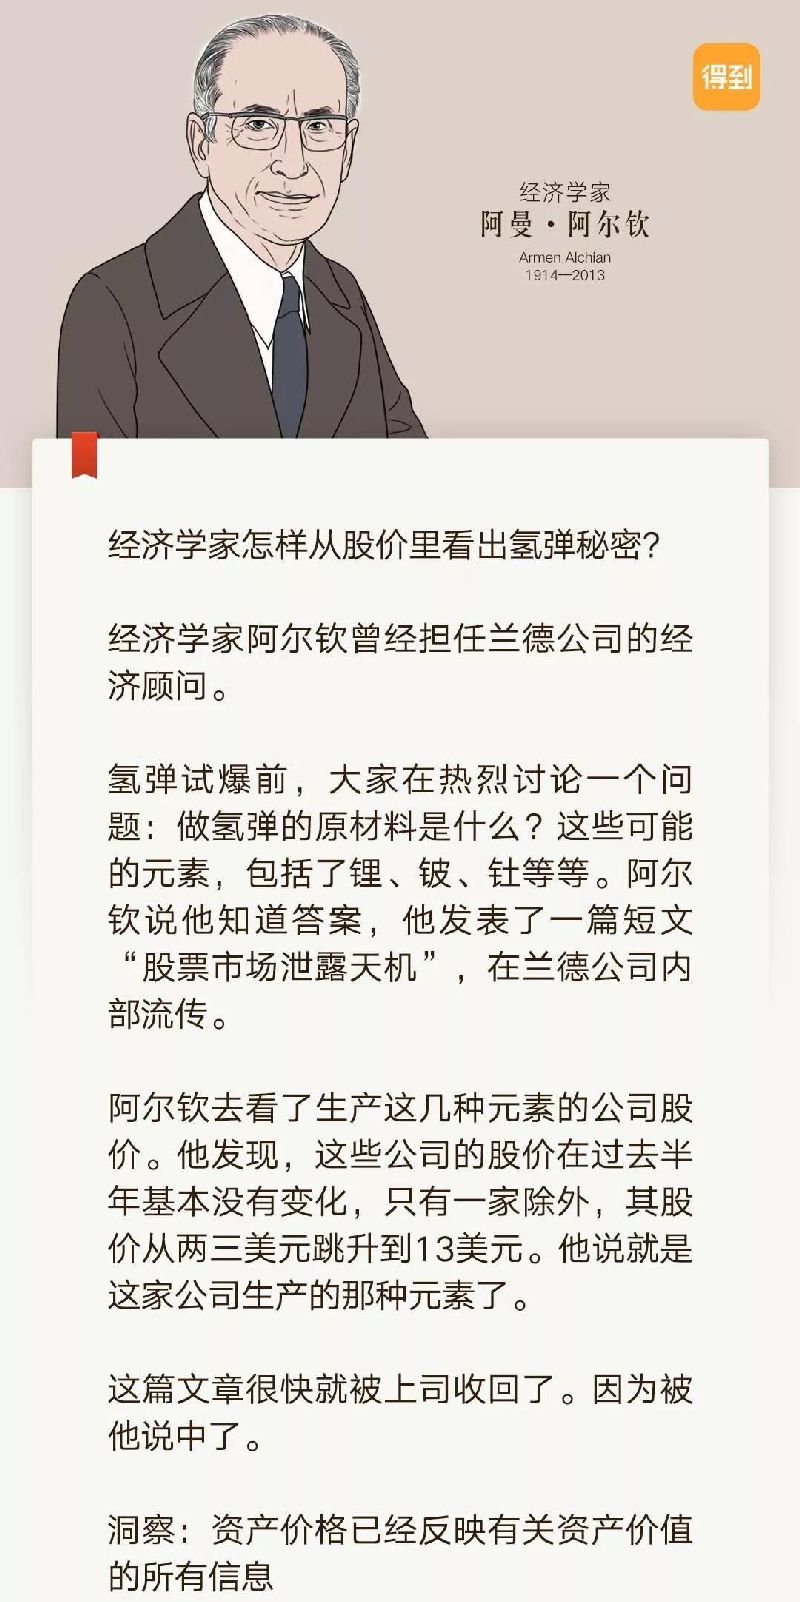 得到
经济学家
阿曼·阿尔钦
Armen Alchian
1914—2013
经济学家怎样从股价里看出氢弹秘密？
经济学家阿尔钦曾经担任兰德公司的经
济顾问。
氢弹试爆前，大家在热烈讨论一个问
题：做氢弹的原材料是什么？这些可能
的元素，包括了锂、铍、钍等等。阿尔
钦说他知道答案，他发表了一篇短文
“股票市场泄露天机”，在兰德公司内
部流传。
阿尔钦去看了生产这几种元素的公司股
价。他发现，这些公司的股价在过去半
年基本没有变化，只有一家除外，其股
价从两三美元跳升到13美元。他说就是
这家公司生产的那种元素了。
这篇文章很快就被上司收回了。因为被
他说中了。
洞察：资产价格已经反映有关资产价值
的所有信息